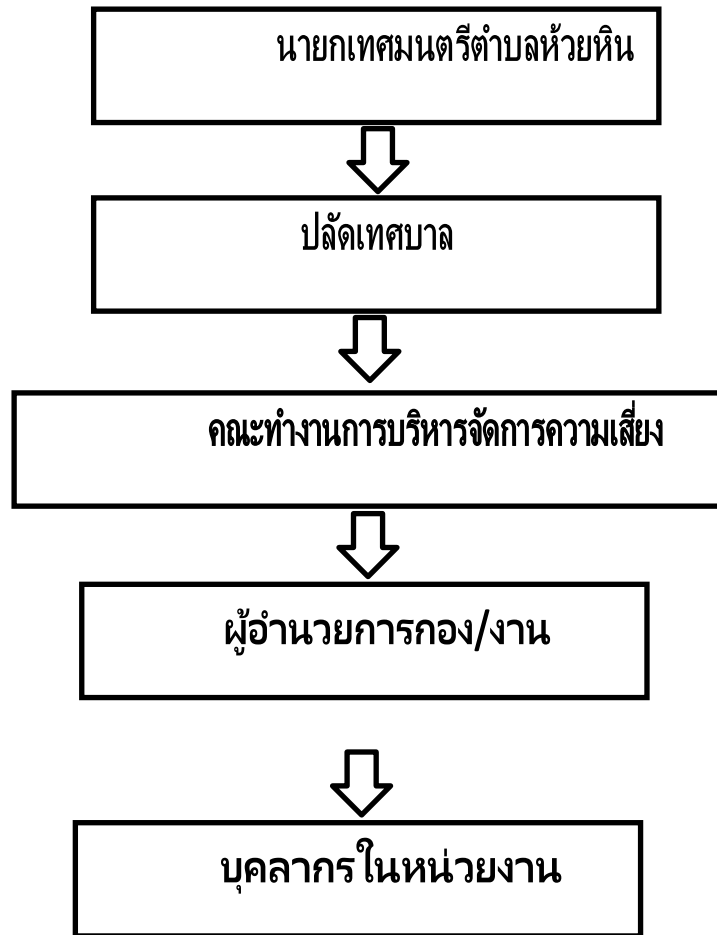 นายกเทศมนตรีตำบลห้วยหิน
ปลัดเทศบาล
คณะทำงานการบริหารจัดการความเสี่ยง
ผู้อำนวยการกอง/งาน
บุคลากรในหน่วยงาน